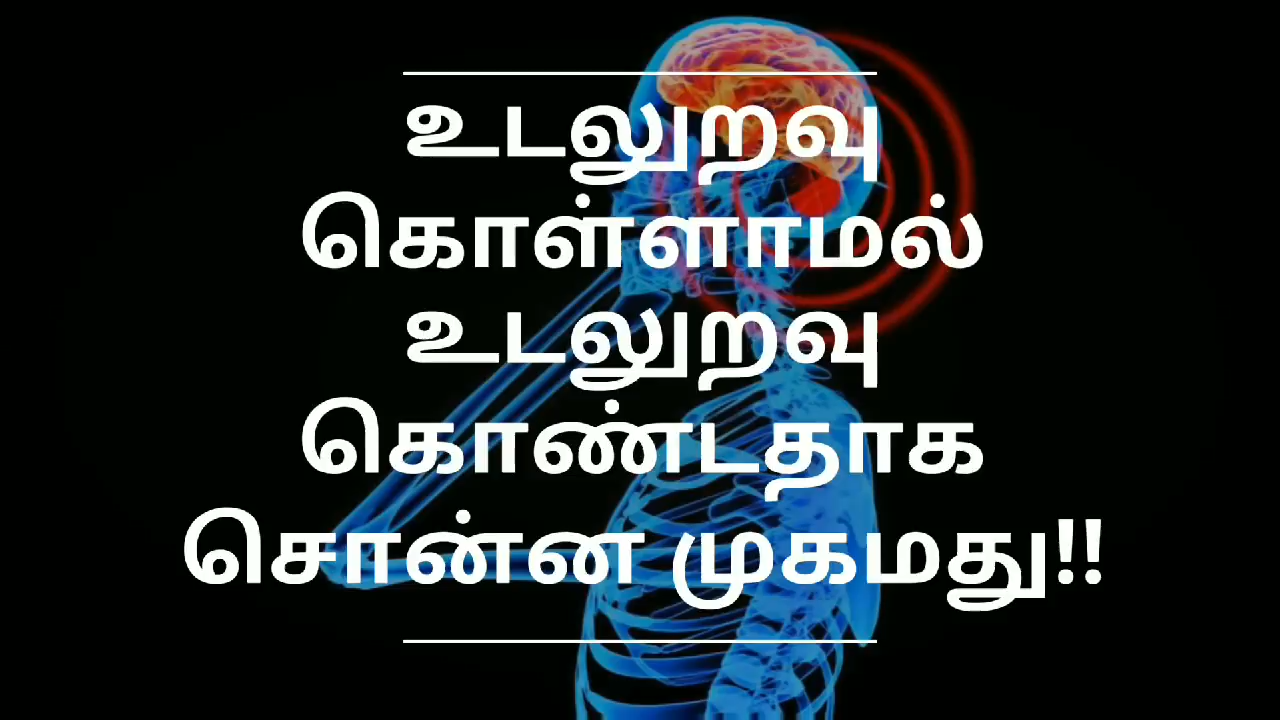 உடலுறவு
கொள்ளாமல்
உடலுறவு
கொண்டதாக
சொன்ன முகமது!!